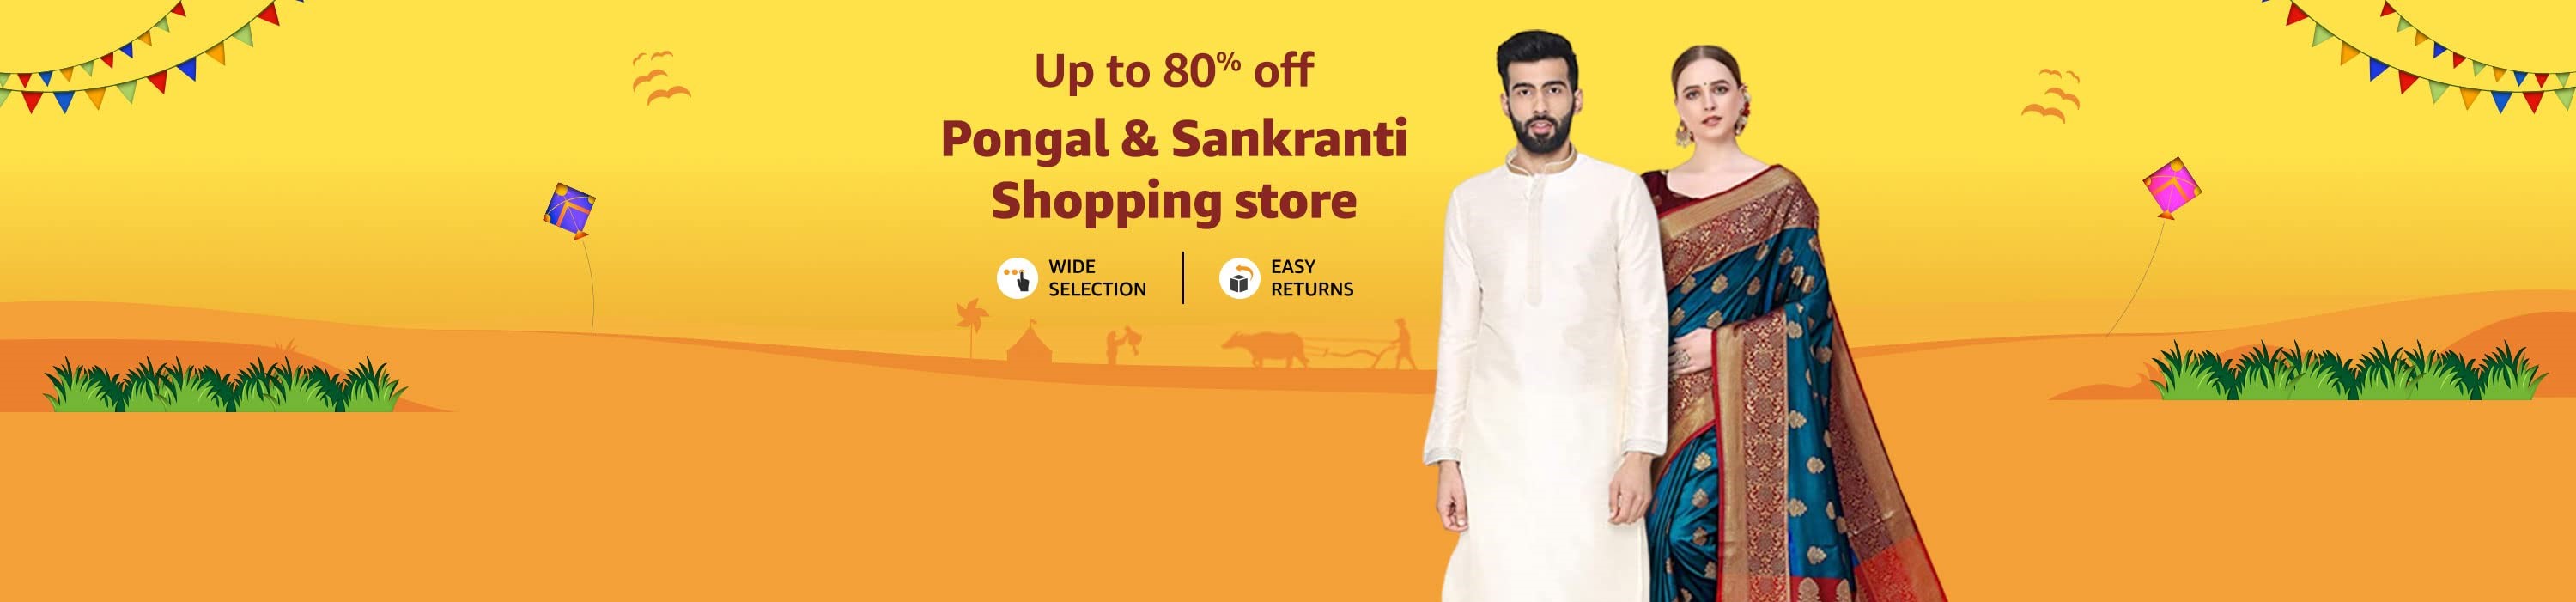 Up to 80% off
Pongal & Sankranti
Shopping store
WIDE
SELECTION
EASY
RETURNS